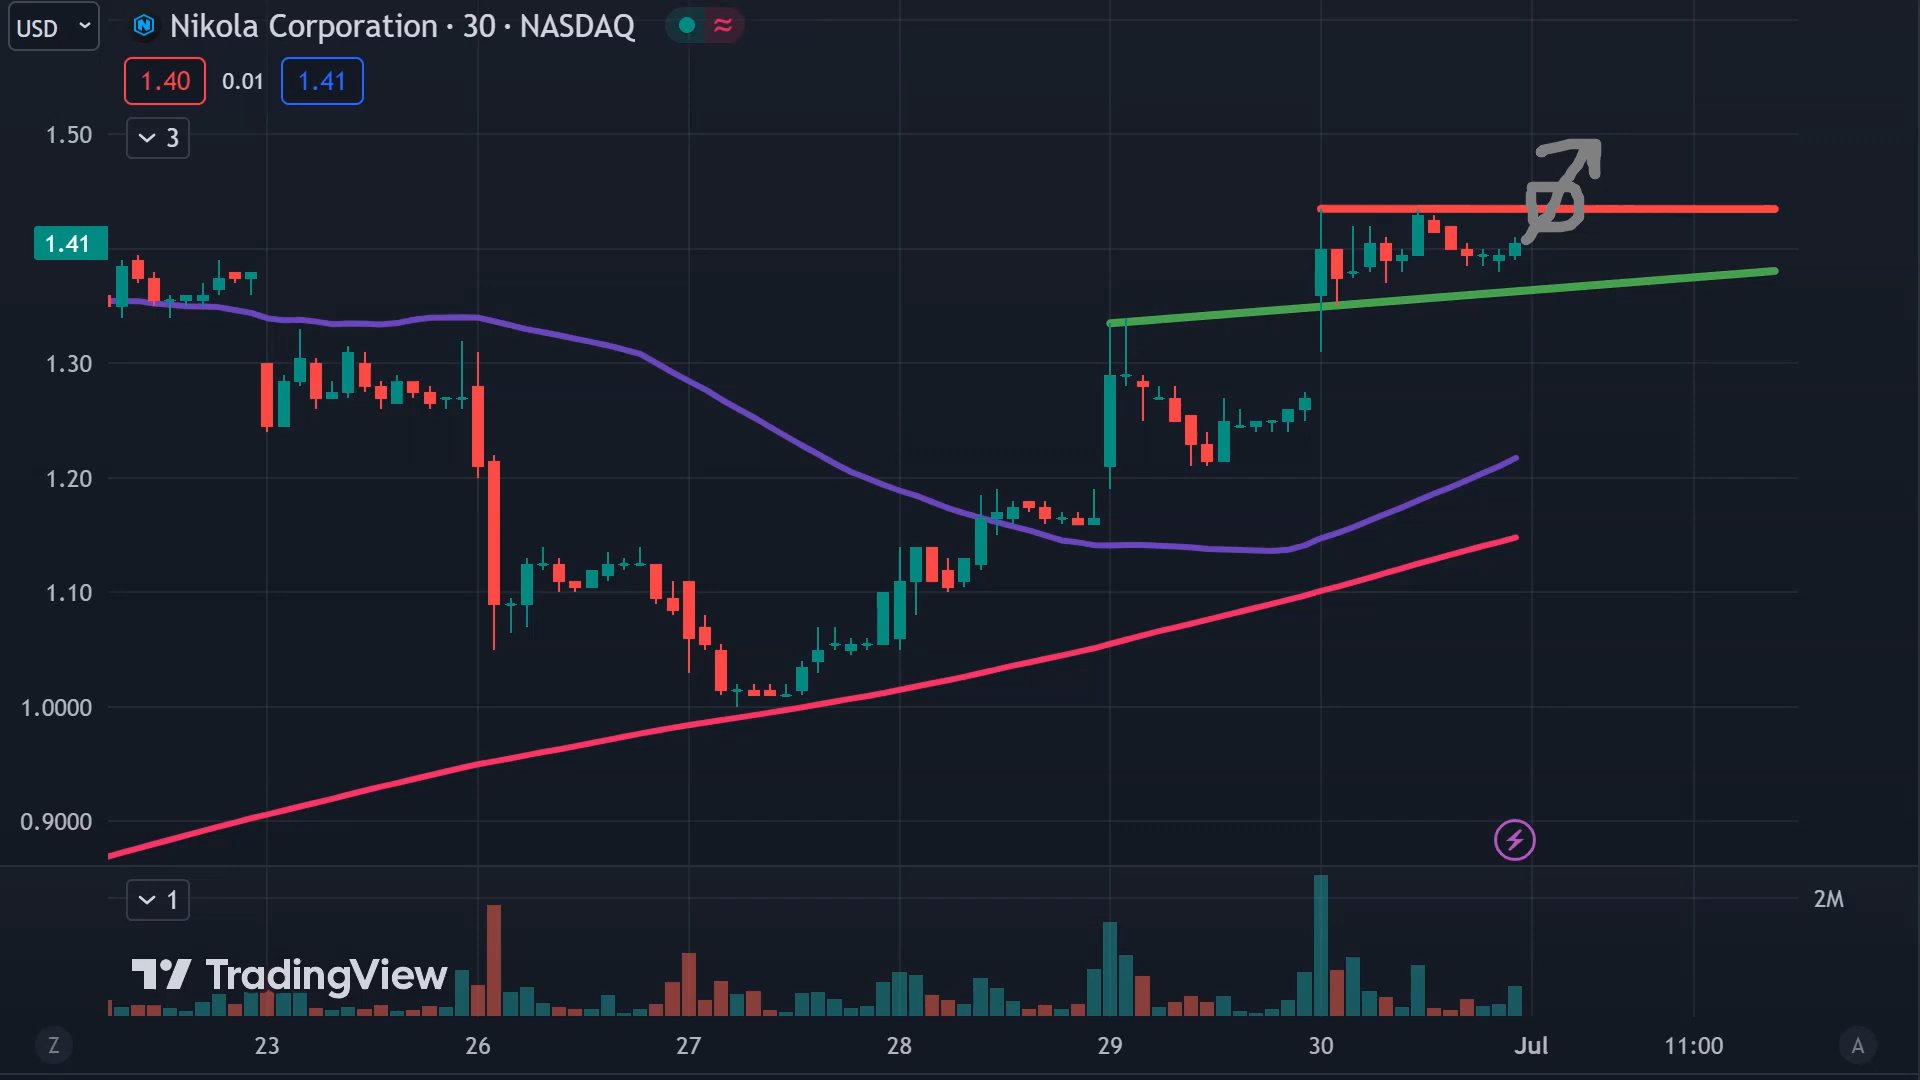 USD
Nikola Corporation · 30 · NASDAQ
1.40 0.01 1.41
3
1.50
1.41
1.30
1.20
1.10
1.0000
0.9000
1
2M
TradingView
23 26 27 28 29 30 Jul 11:00
Z A